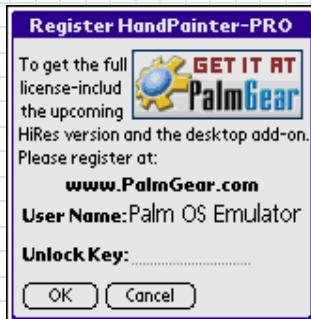 Register HandPainter-PRO
To get the full
license-includ
the upcoming
GET IT AT
PalmGear
HiRes version and the desktop add-on.
Please register at:
www.PalmGear.com
User Name: Palm OS Emulator
Unlock Key:
OK Cancel